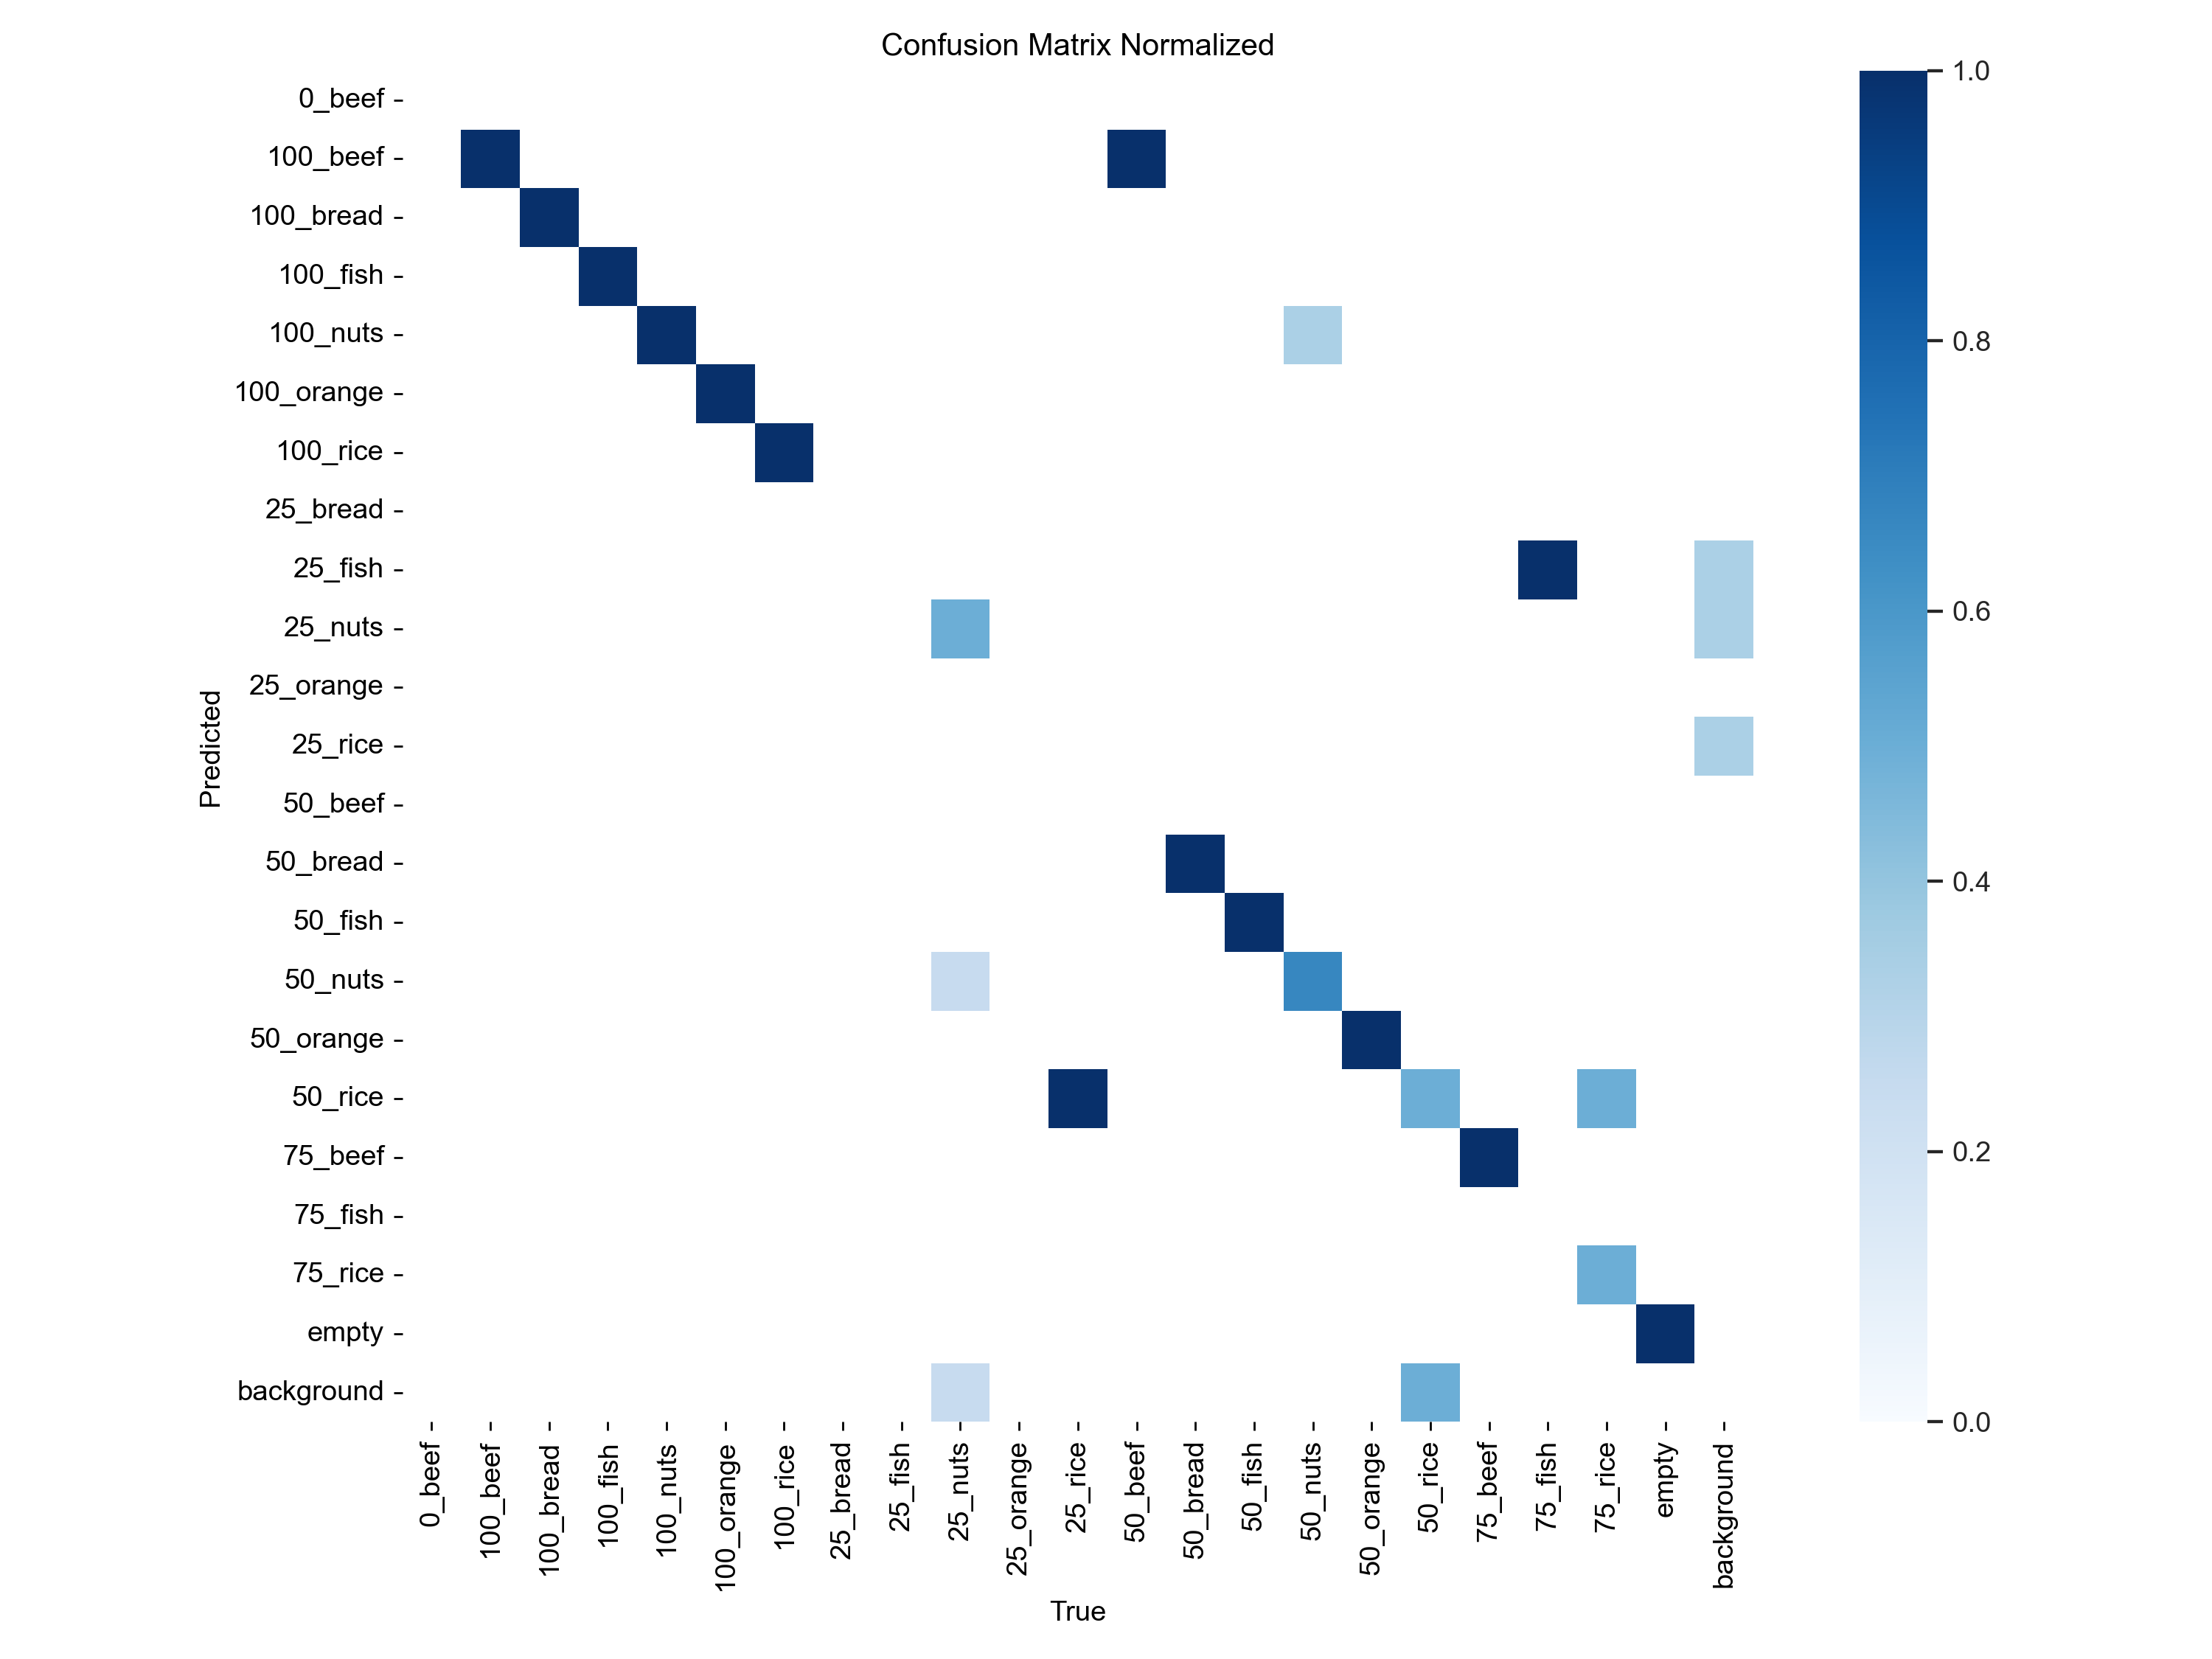 Confusion Matrix Normalized
0_beef
100_beef
100_bread
100_fish
100_nuts
100_orange
100_rice
25_bread
25_fish
25_nuts
25_orange
25_rice
50_beef
50_bread
50_fish
50_nuts
50_orange
50_rice
75_beef
75_fish
75_rice
empty
background
Predicted
0_beef
100_beef
100_bread
100_fish
100_nuts
100_orange
100_rice
25_bread
25_fish
25_nuts
25_orange
25_rice
50_beef
50_bread
50_fish
50_nuts
50_orange
50_rice
75_beef
75_fish
75_rice
empty
background
True
1.0
0.8
0.6
0.4
0.2
0.0